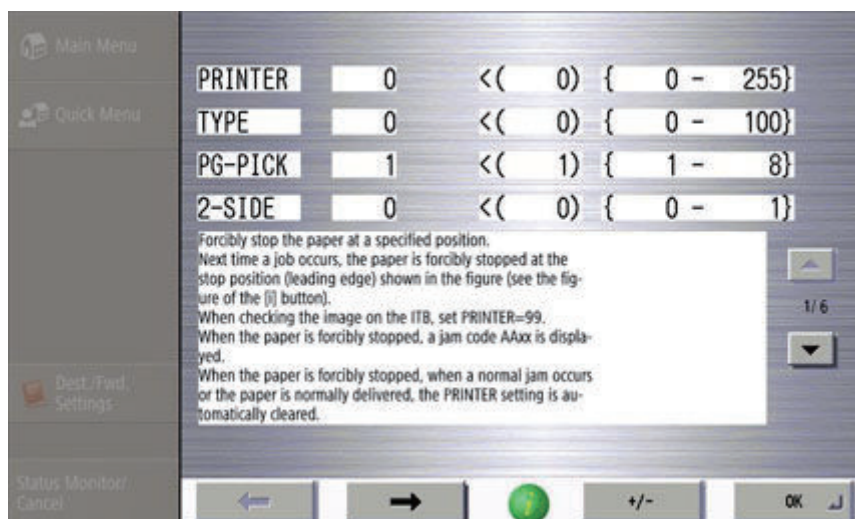 Main Menu
Quick Menu
PRINTER 0 <( 0) { 0 - 255}
TYPE 0 <( 0) { 0 - 100}
PG-PICK 1 <( 1) { 1 - 8}
2-SIDE 0 <( 0) { 0 - 1}
Forcibly stop the paper at a specified position.
Next time a job occurs, the paper is forcibly stopped at the
stop position (leading edge) shown in the figure (see the fig-
ure of the [i] button).
When checking the image on the ITB, set PRINTER=99.
When the paper is forcibly stopped, a jam code AAxx is displa-
yed.
When the paper is forcibly stopped, when a normal jam occurs
or the paper is normally delivered, the PRINTER setting is au-
tomatically cleared.
1/6
Dest./Fwd.
Settings
Status Monitor/
Cancel
i
+/-
OK